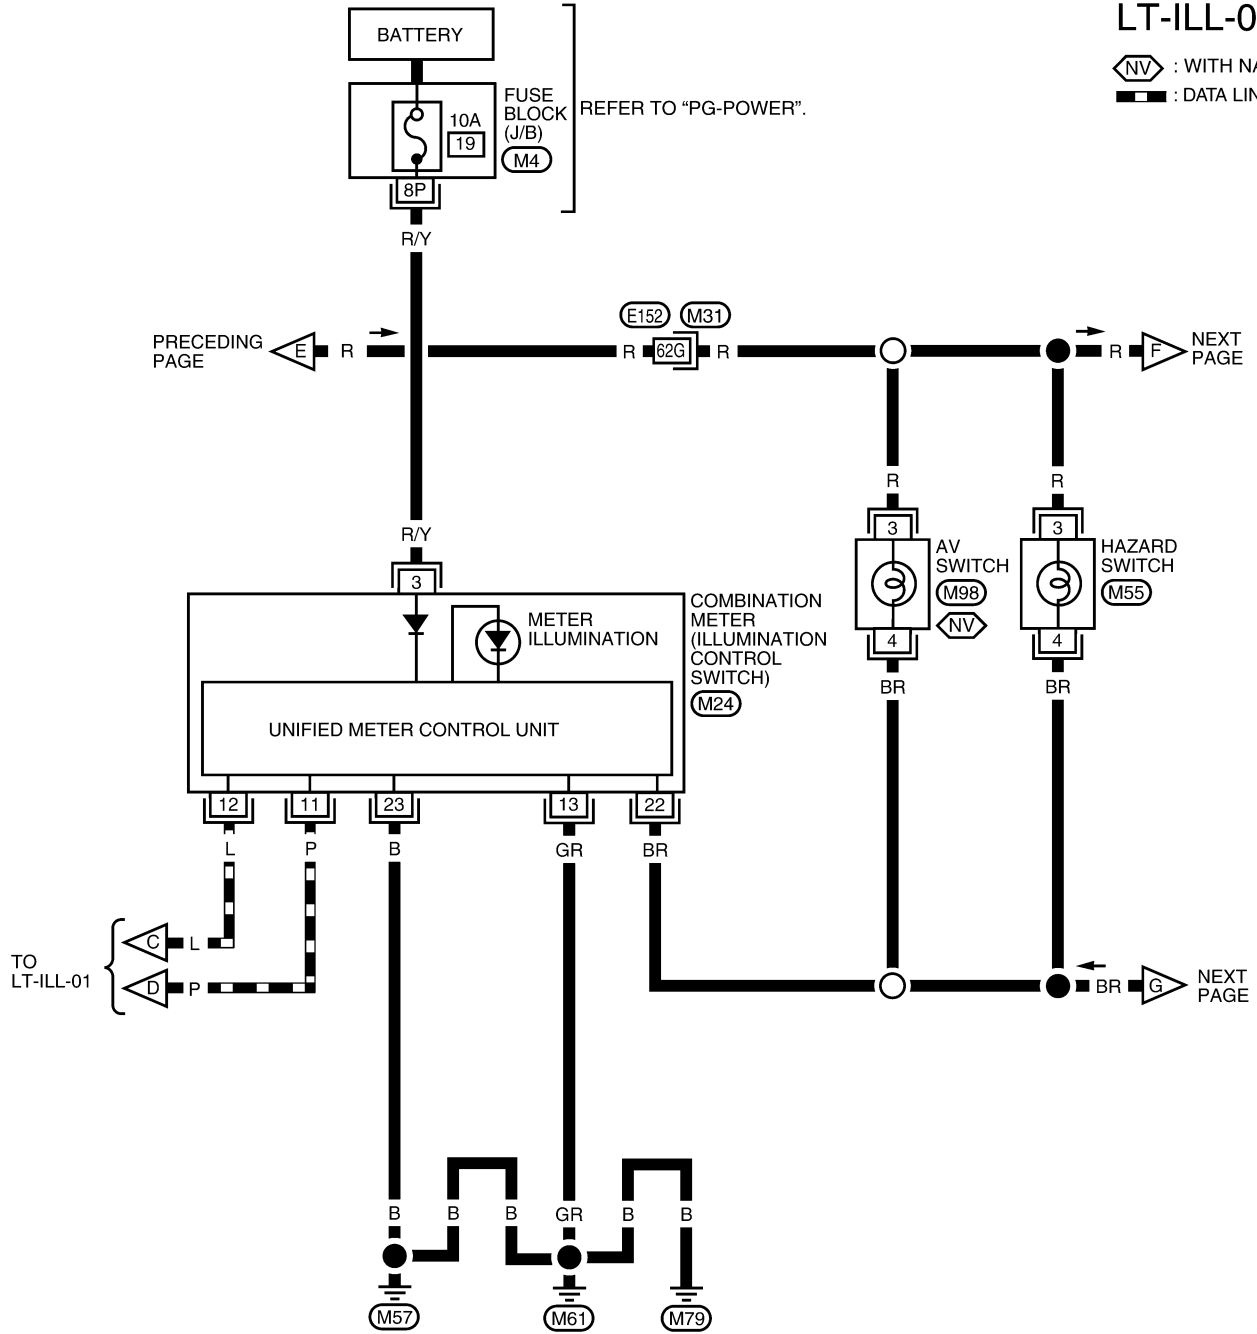 LT-ILL-0
NV : WITH NA
: DATA LIN
BATTERY
FUSE
BLOCK
(J/B)
10A
19
M4
REFER TO “PG-POWER”.
8P
R/Y
E152
M31
PRECEDING
PAGE
E
R
R
62G
R
R
F
NEXT
PAGE
R
R
R/Y
3
3
3
AV
SWITCH
M98
NV
HAZARD
SWITCH
M55
4
4
BR
BR
METER
ILLUMINATION
COMBINATION
METER
(ILLUMINATION
CONTROL
SWITCH)
M24
UNIFIED METER CONTROL UNIT
12
11
23
13
22
L
P
B
GR
BR
TO
LT-ILL-01
C
L
D
P
BR
G
NEXT
PAGE
B
B
B
GR
B
B
M57
M61
M79